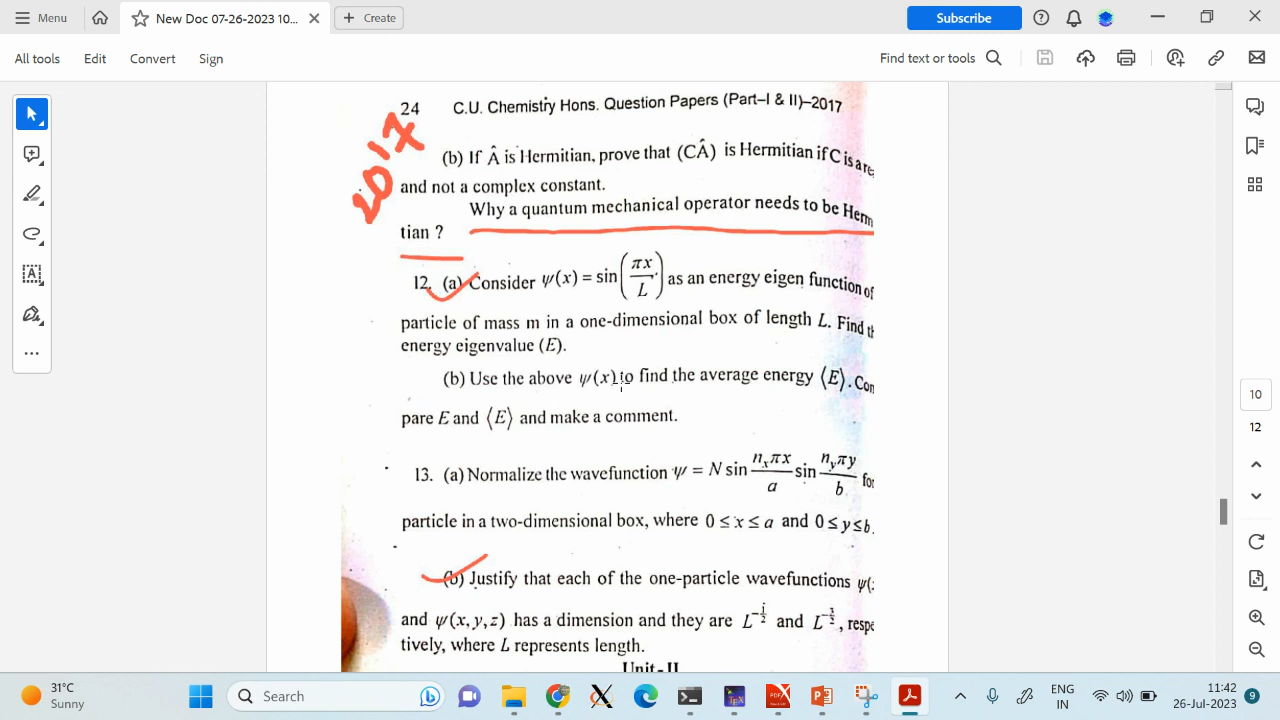 Menu
New Doc 07-26-2023 10...
Create
Subscribe
All tools
Edit
Convert
Sign
Find text or tools
24 C.U. Chemistry Hons. Question Papers (Part–I & II)–2017
2017
(b) If Â is Hermitian, prove that (CÂ) is Hermitian if C is a re
and not a complex constant.
Why a quantum mechanical operator needs to be Herm
tian ?
12. (a) Consider ψ(x) = sin(πx/L) as an energy eigen function of
particle of mass m in a one-dimensional box of length L. Find th
energy eigenvalue (E).
(b) Use the above ψ(x) to find the average energy ⟨E⟩. Com
pare E and ⟨E⟩ and make a comment.
13. (a) Normalize the wavefunction ψ = N sin nₓπx/a sin n_yπy/b for
particle in a two-dimensional box, where 0 ≤ x ≤ a and 0 ≤ y ≤ b.
(b) Justify that each of the one-particle wavefunctions ψ(
and ψ(x, y, z) has a dimension and they are L^-1/2 and L^-3/2, respe
tively, where L represents length.
Unit-II
10
12
31°C
Sunny
Search
ENG
IN
11:42
26-Jul-2023
9